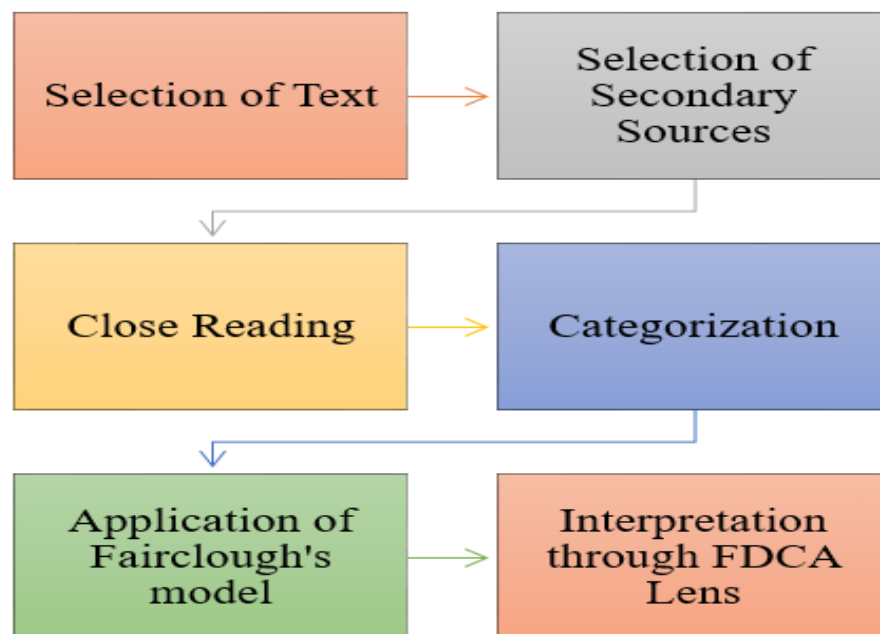 Selection of Text
Selection of
Secondary
Sources
Close Reading
Categorization
Application of
Fairclough's
model
Interpretation
through FDCA
Lens